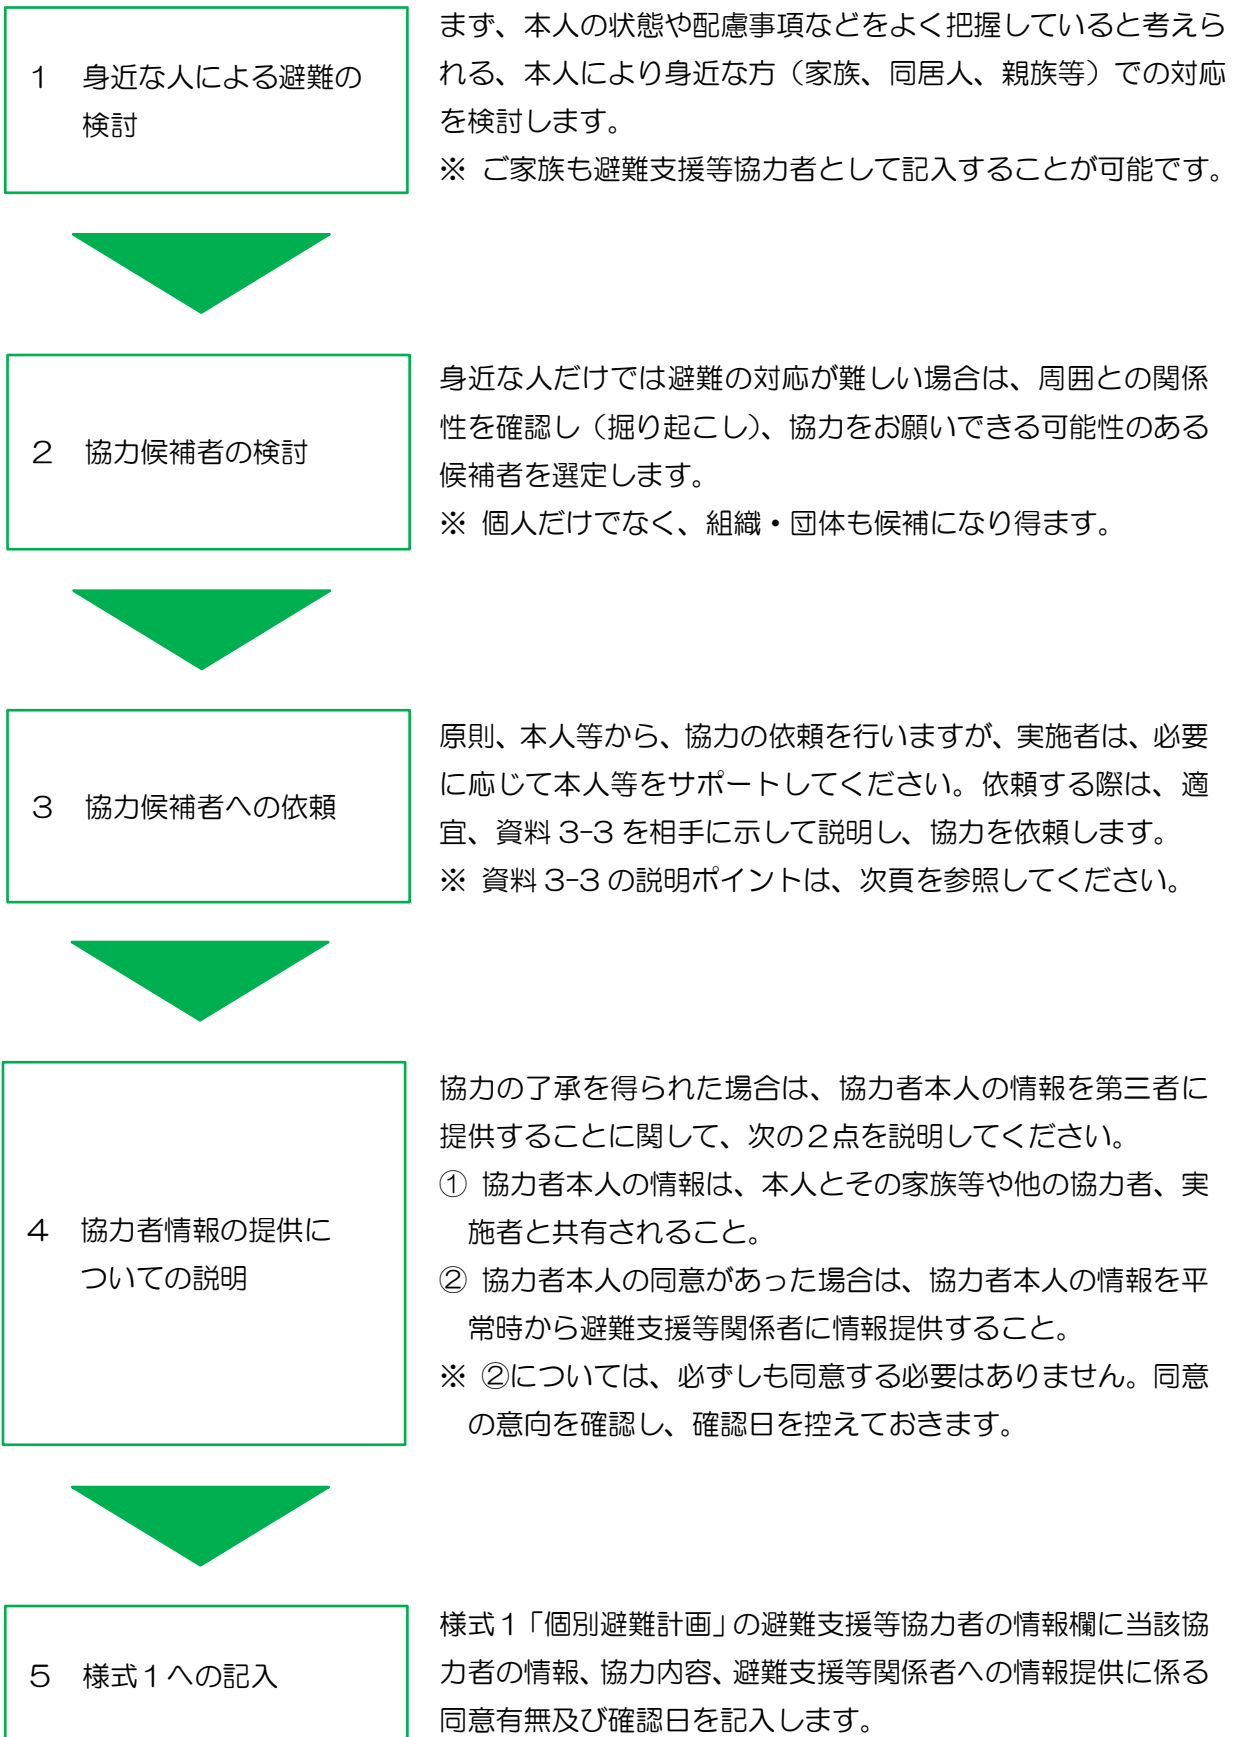 1 身近な人による避難の
検討
まず、本人の状態や配慮事項などをよく把握していると考えら
れる、本人により身近な方（家族、同居人、親族等）での対応
を検討します。
※ ご家族も避難支援等協力者として記入することが可能です。
2 協力候補者の検討
身近な人だけでは避難の対応が難しい場合は、周囲との関係
性を確認し（掘り起こし）、協力をお願いできる可能性のある
候補者を選定します。
※ 個人だけでなく、組織・団体も候補になり得ます。
3 協力候補者への依頼
原則、本人等から、協力の依頼を行いますが、実施者は、必要
に応じて本人等をサポートしてください。依頼する際は、適
宜、資料 3-3 を相手に示して説明し、協力を依頼します。
※ 資料 3-3 の説明ポイントは、次頁を参照してください。
4 協力者情報の提供に
ついての説明
協力の了承を得られた場合は、協力者本人の情報を第三者に
提供することに関して、次の２点を説明してください。
① 協力者本人の情報は、本人とその家族等や他の協力者、実
施者と共有されること。
② 協力者本人の同意があった場合は、協力者本人の情報を平
常時から避難支援等関係者に情報提供すること。
※ ②については、必ずしも同意する必要はありません。同意
の意向を確認し、確認日を控えておきます。
5 様式１への記入
様式１「個別避難計画」の避難支援等協力者の情報欄に当該協
力者の情報、協力内容、避難支援等関係者への情報提供に係る
同意有無及び確認日を記入します。